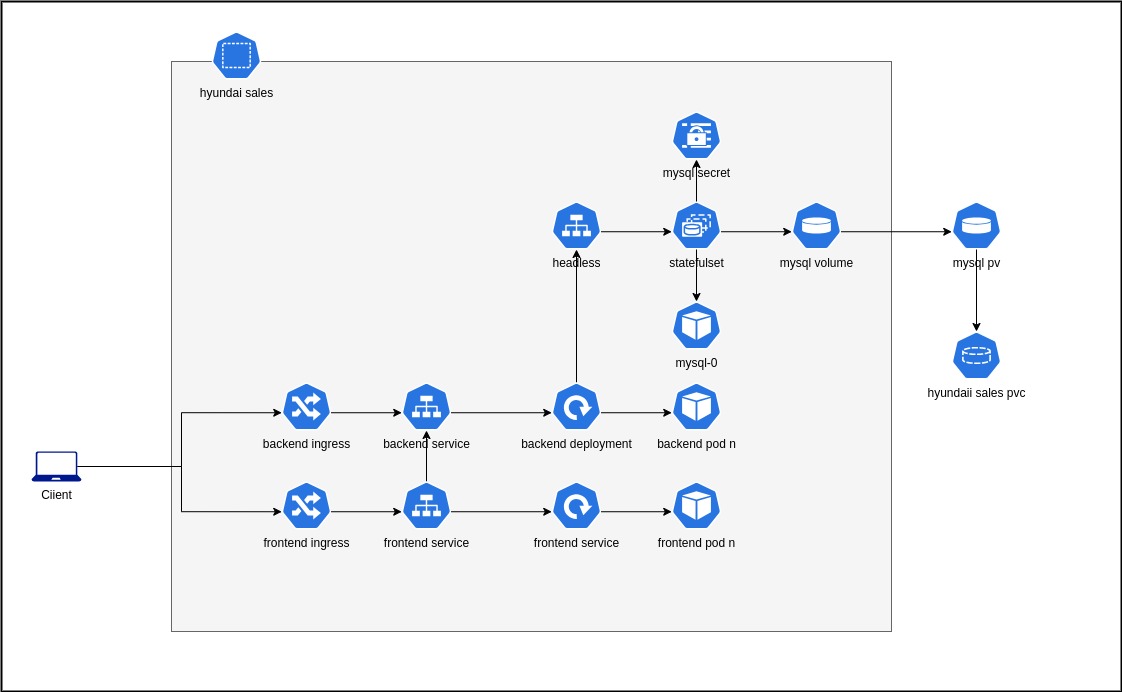 hyundai sales
mysql secret
headless
statefulset
mysql volume
mysql pv
mysql-0
hyundaii sales pvc
backend ingress
backend service
backend deployment
backend pod n
Ciient
frontend ingress
frontend service
frontend service
frontend pod n